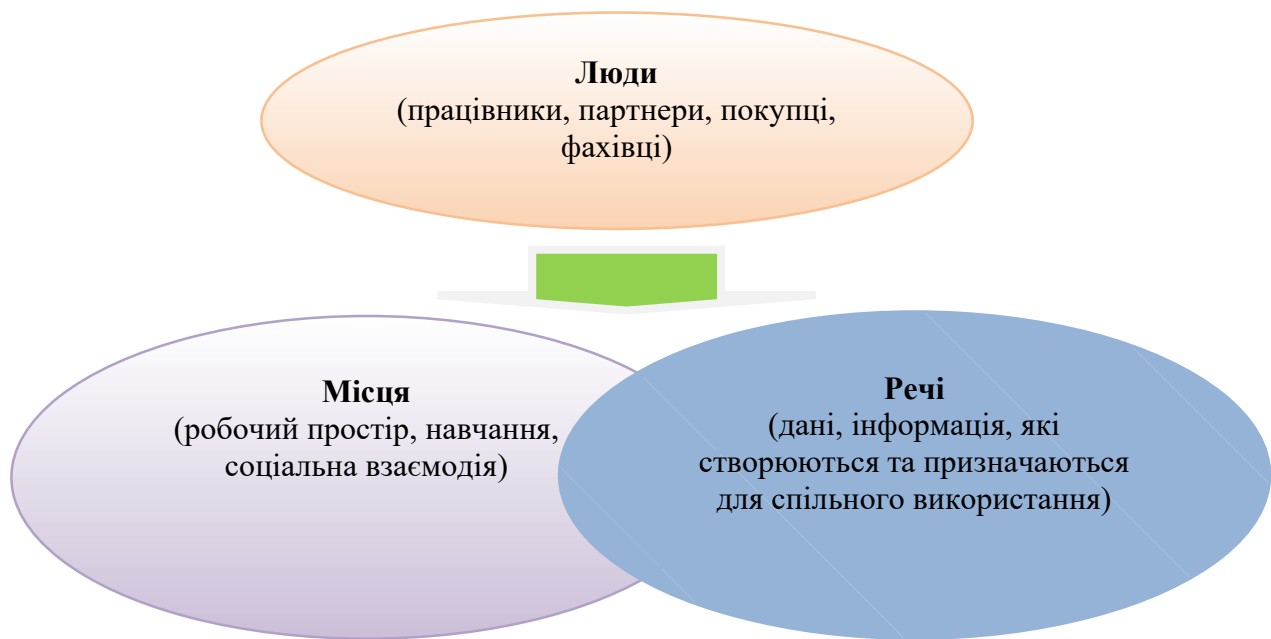 Люди
(працівники, партнери, покупці,
фахівці)
Місця
(робочий простір, навчання,
соціальна взаємодія)
Речі
(дані, інформація, які
створюються та призначаються
для спільного використання)